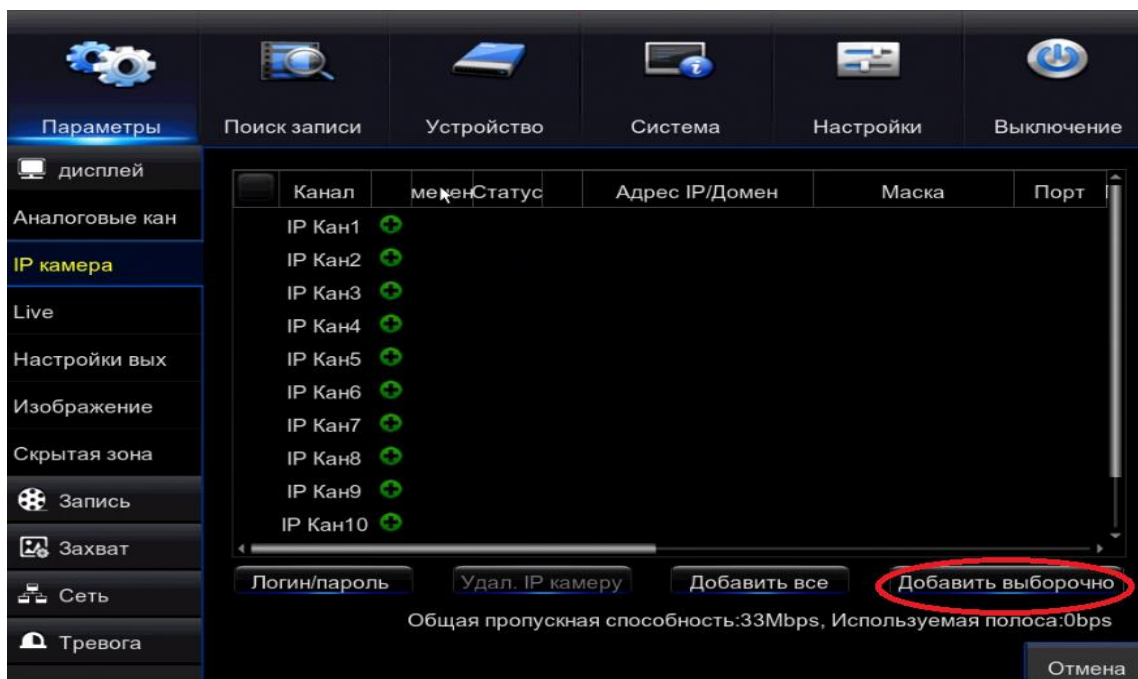 Параметры Поиск записи Устройство Система Настройки Выключение
дисплей
Аналоговые кан
IP камера
Live
Настройки вых
Изображение
Скрытая зона
Запись
Захват
Сеть
Тревога
Канал Статус Адрес IP/Домен Маска Порт
IP Кан1
IP Кан2
IP Кан3
IP Кан4
IP Кан5
IP Кан6
IP Кан7
IP Кан8
IP Кан9
IP Кан10
Логин/пароль Удал. IP камеру Добавить все Добавить выборочно
Общая пропускная способность:33Mbps, Используемая полоса:0bps
Отмена